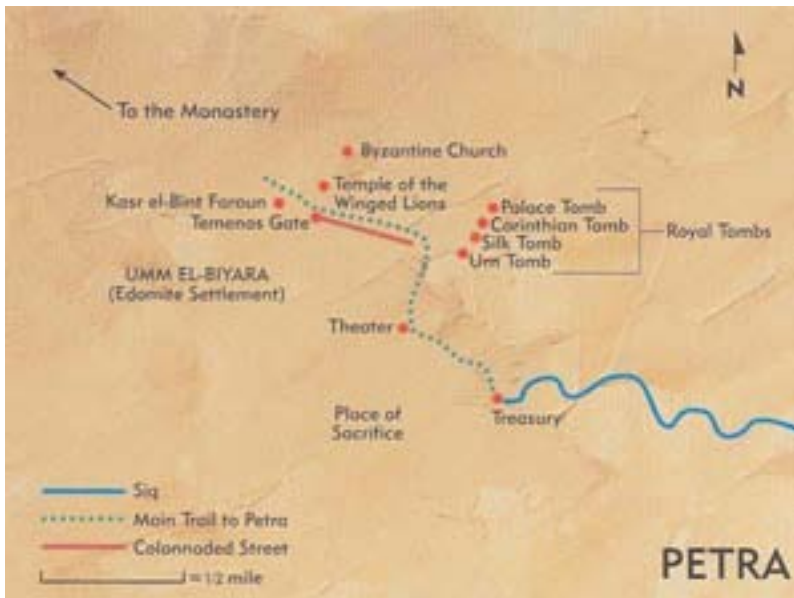 To the Monastery
N
Byzantine Church
Temple of the
Winged Lions
Kasr el-Bint Faroun
Temenos Gate
Palace Tomb
Corinthian Tomb
Silk Tomb
Urn Tomb
Royal Tombs
UMM EL-BIYARA
(Edomite Settlement)
Theater
Treasury
Place of
Sacrifice
Siq
Main Trail to Petra
Colonnaded Street
= 1/2 mile
PETRA